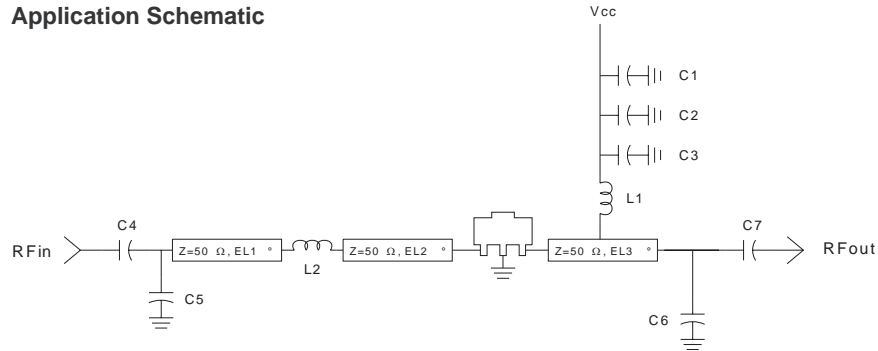 Application Schematic
Vcc
C1
C2
C3
L1
C4
C7
RFin
Z=50 Ω, EL1 °
L2
Z=50 Ω, EL2 °
Z=50 Ω, EL3 °
RFout
C5
C6